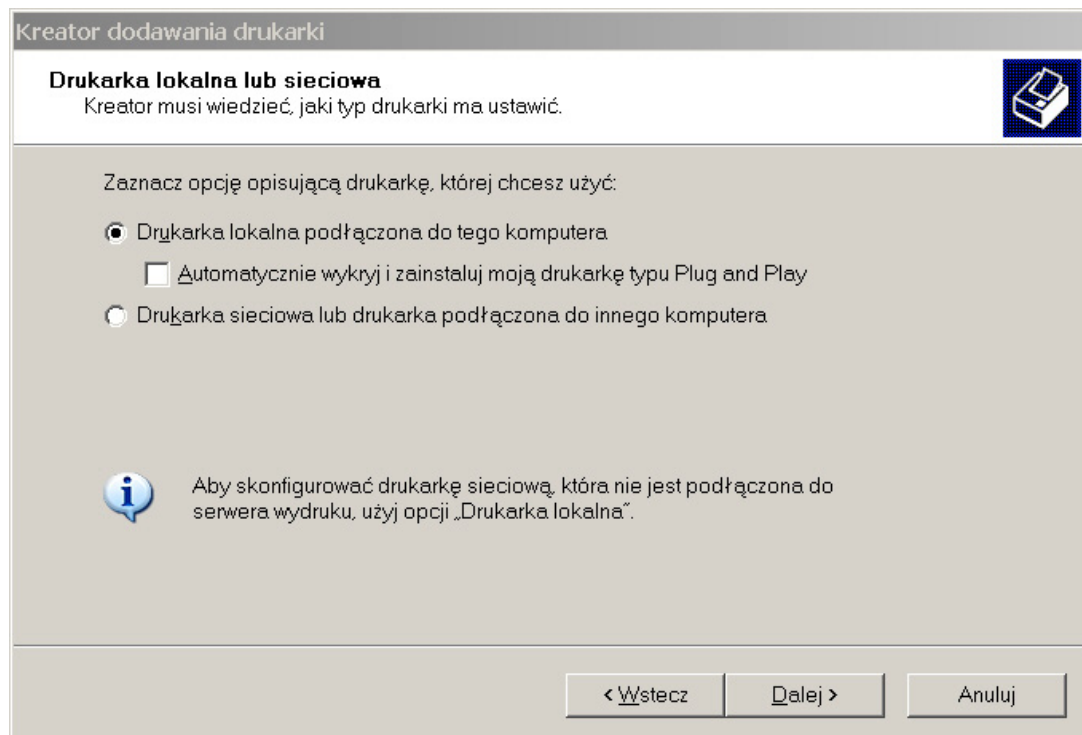 Kreator dodawania drukarki
Drukarka lokalna lub sieciowa
Kreator musi wiedzieć, jaki typ drukarki ma ustawić.
Zaznacz opcję opisującą drukarkę, której chcesz użyć:
Drukarka lokalna podłączona do tego komputera
Automatycznie wykryj i zainstaluj moją drukarkę typu Plug and Play
Drukarka sieciowa lub drukarka podłączona do innego komputera
Aby skonfigurować drukarkę sieciową, która nie jest podłączona do
serwera wydruku, użyj opcji „Drukarka lokalna”.
< Wstecz Dalej > Anuluj